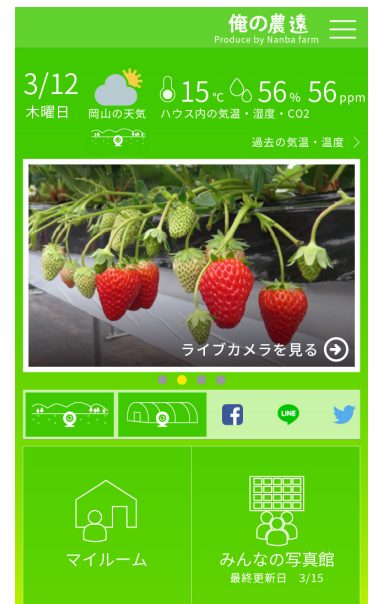 俺の農遠
Produce by Nanba farm
3/12
木曜日
岡山の天気
15℃ 56% 56ppm
ハウス内の気温・湿度・CO2
過去の気温・温度 >
ライブカメラを見る
LINE
マイルーム
みんなの写真館
最終更新日 3/15